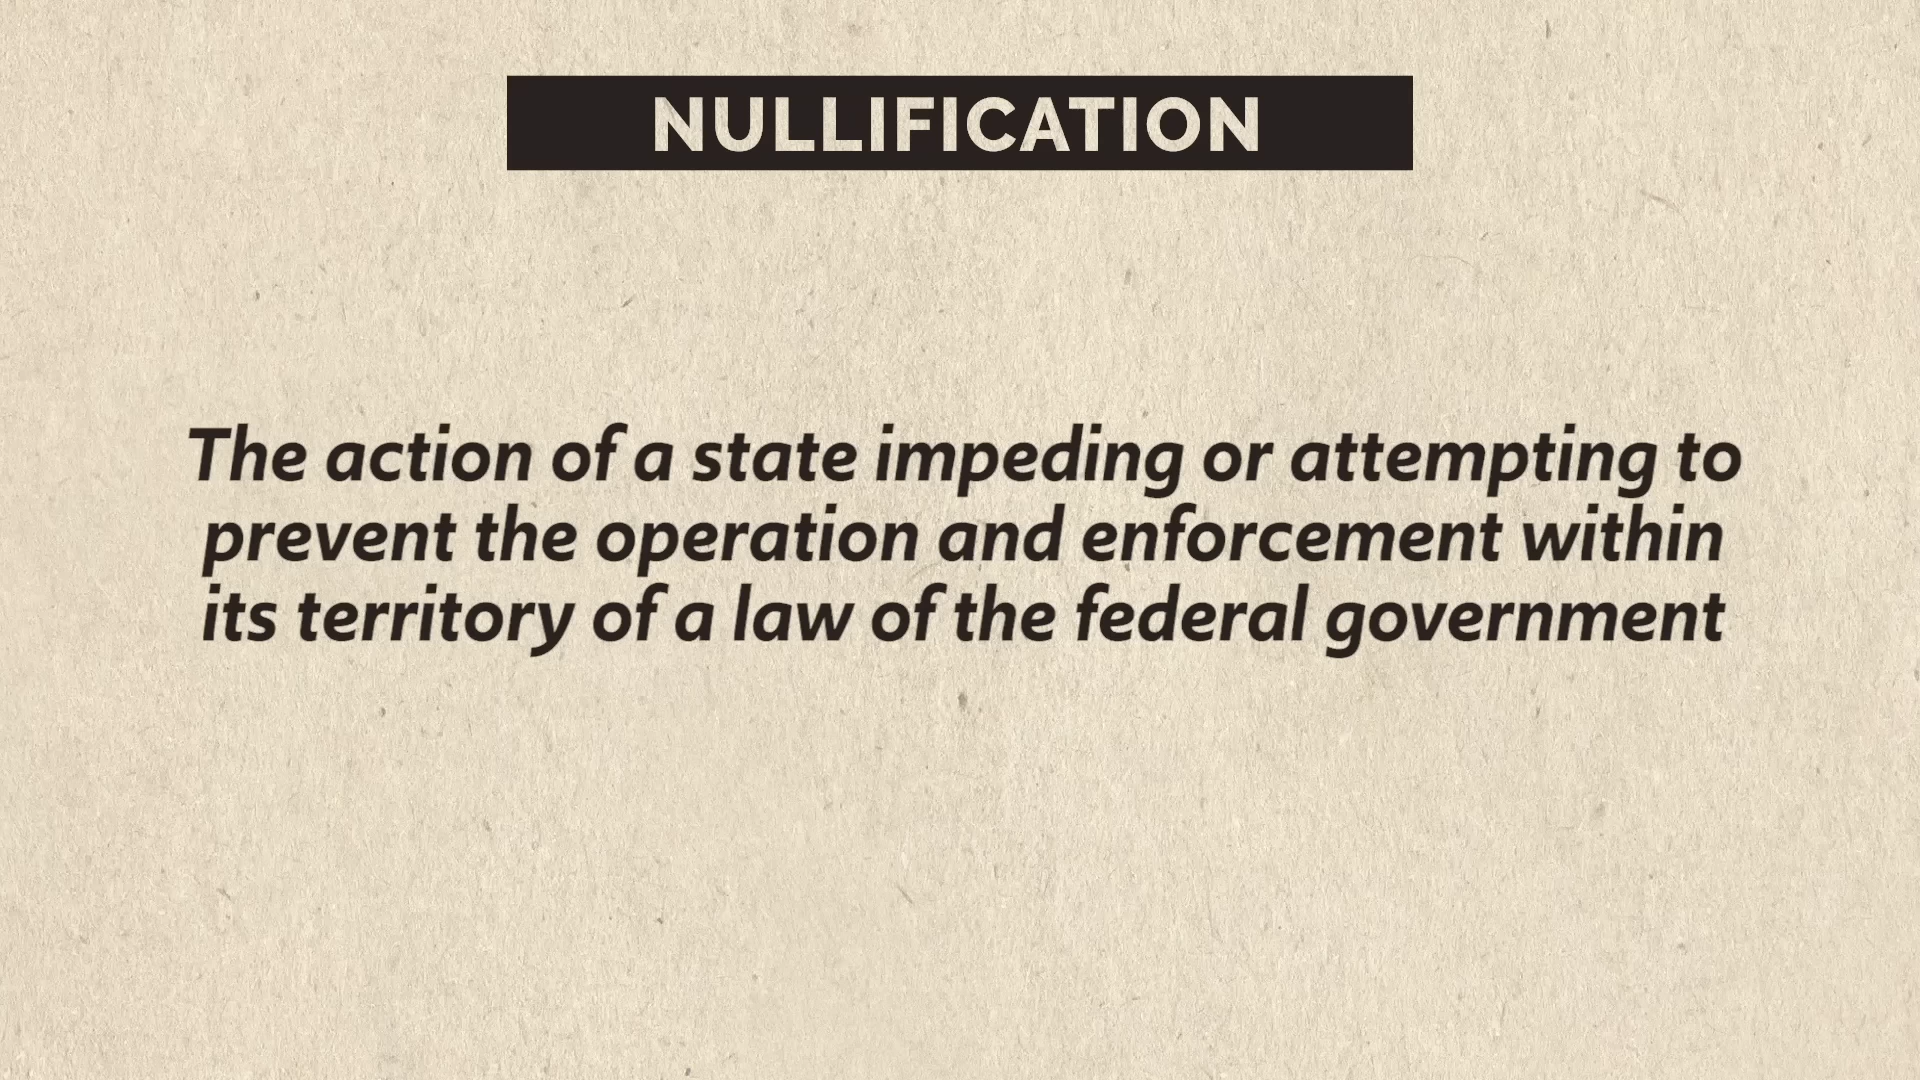 NULLIFICATION
The action of a state impeding or attempting to
prevent the operation and enforcement within
its territory of a law of the federal government